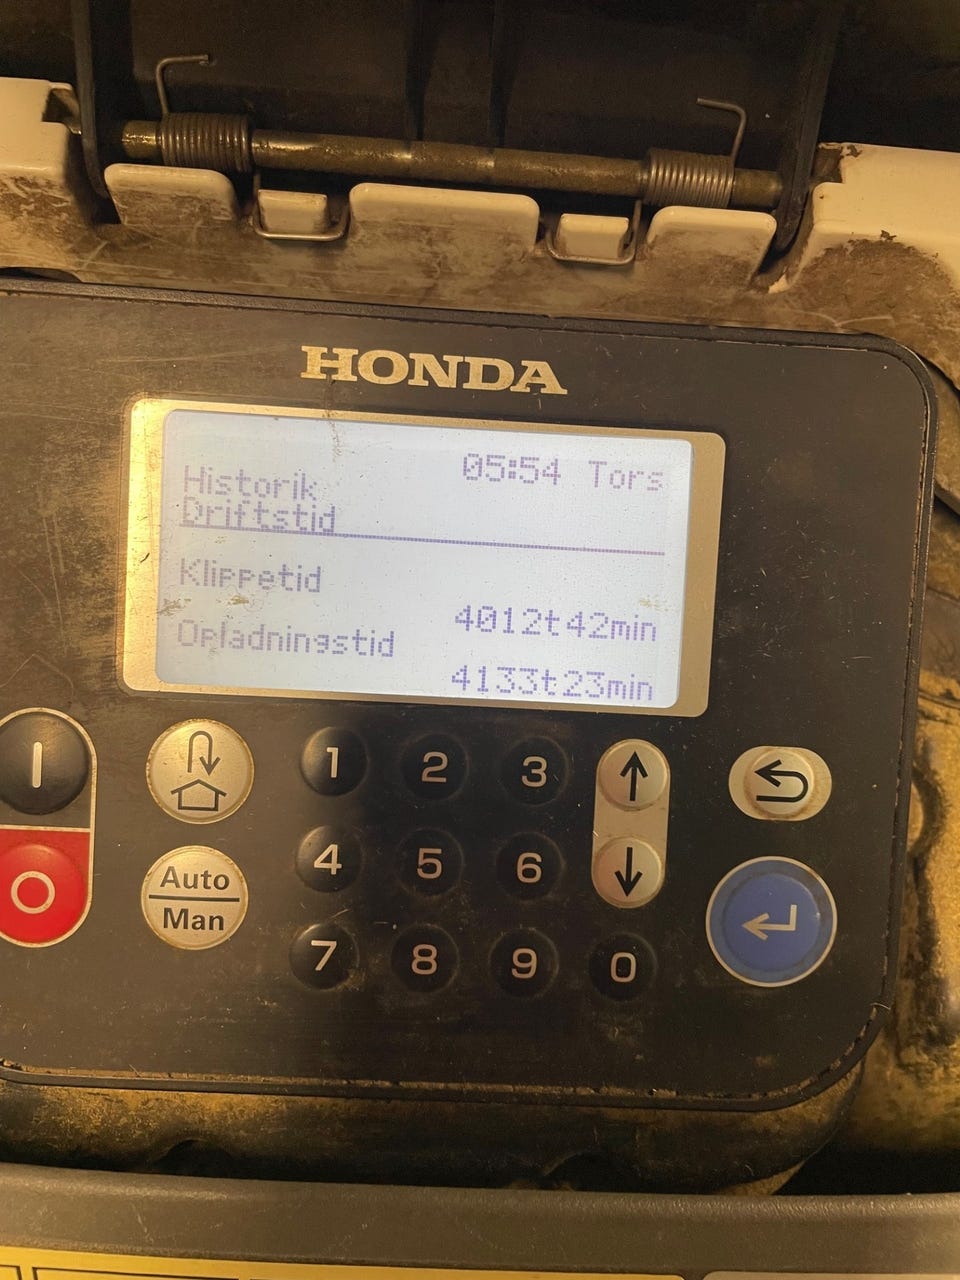 HONDA
05:54 Tors
Historik
Driftstid
Klippetid
4012t42min
Opladningstid
4133t23min
1 2 3
Auto
Man
4 5 6
7 8 9 0